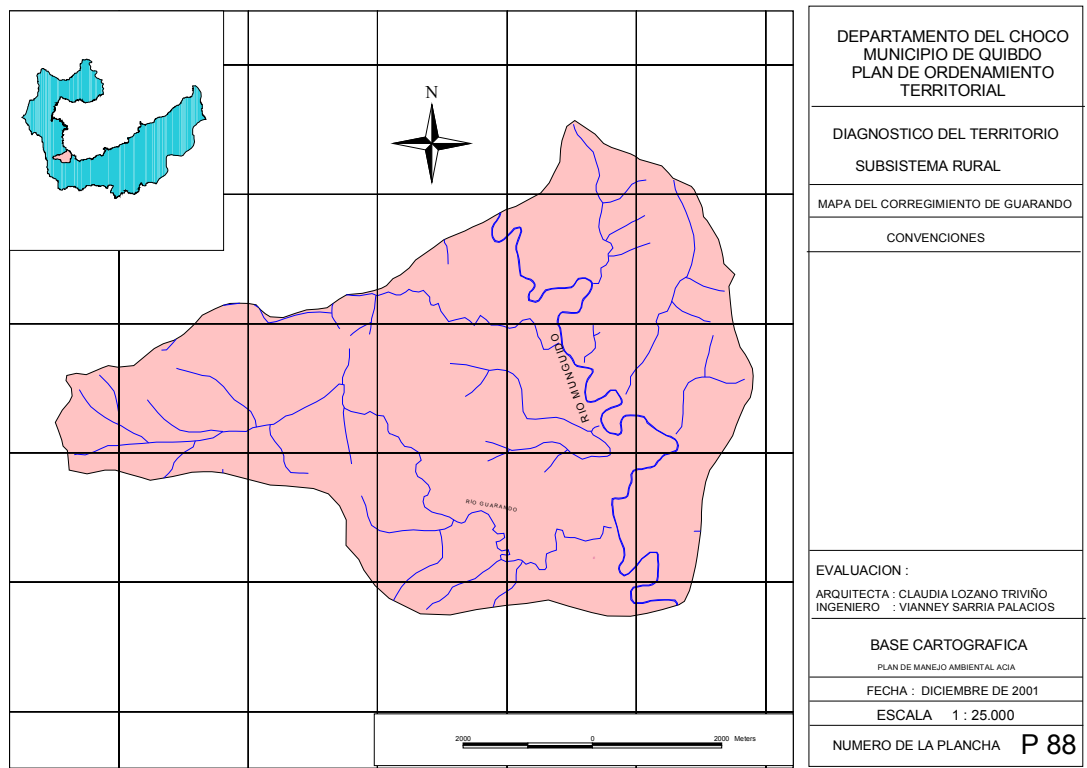 N
RIO MUNGUIDO
RIO GUARANDO
2000 0 2000 Meters
DEPARTAMENTO DEL CHOCO
MUNICIPIO DE QUIBDO
PLAN DE ORDENAMIENTO
TERRITORIAL
DIAGNOSTICO DEL TERRITORIO
SUBSISTEMA RURAL
MAPA DEL CORREGIMIENTO DE GUARANDO
CONVENCIONES
EVALUACION :
ARQUITECTA : CLAUDIA LOZANO TRIVIÑO
INGENIERO : VIANNEY SARRIA PALACIOS
BASE CARTOGRAFICA
PLAN DE MANEJO AMBIENTAL ACIA
FECHA : DICIEMBRE DE 2001
ESCALA 1 : 25.000
NUMERO DE LA PLANCHA P 88